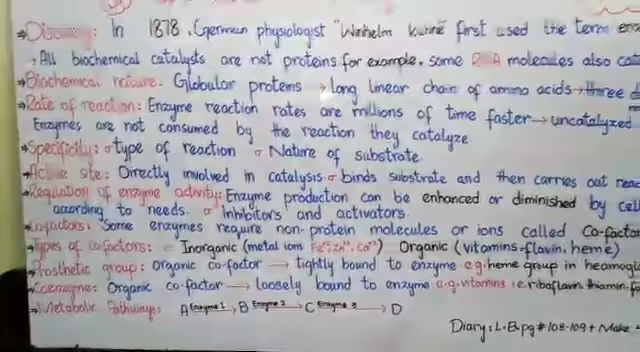 Discovery: In 1878, German physiologist "Winhelm Kuhne" first used the term
→ All biochemical catalysts are not proteins for example, some RNA molecules also
→ Biochemical nature: Globular proteins → long linear chain of amino acids → three
→ Rate of reaction: Enzyme reaction rates are millions of time faster → uncatalyzed
Enzymes are not consumed by the reaction they catalyze.
→ Specificity: type of reaction Nature of substrate
→ Active site: Directly involved in catalysis binds substrate and then carries out
→ Regulation of enzyme activity: Enzyme production can be enhanced or diminished by
according to needs. Inhibitors and activators.
→ Cofactors: Some enzymes require non-protein molecules or ions called Co-factor
→ Types of cofactors: Inorganic (metal ions Fe²⁺, Zn²⁺, Ca²⁺) Organic (vitamins flavin, heme)
Prosthetic group: Organic co-factor → tightly bound to enzyme e.g. heme group in
→ Coenzyme: Organic co-factor → loosely bound to enzyme e.g. vitamins i.e. riboflavin, thiamin,
→ Metabolic Pathways: A Enzyme 1 → B Enzyme 2 → C Enzyme 3 → D
Diary: L.B. pg # 108-109 + Make